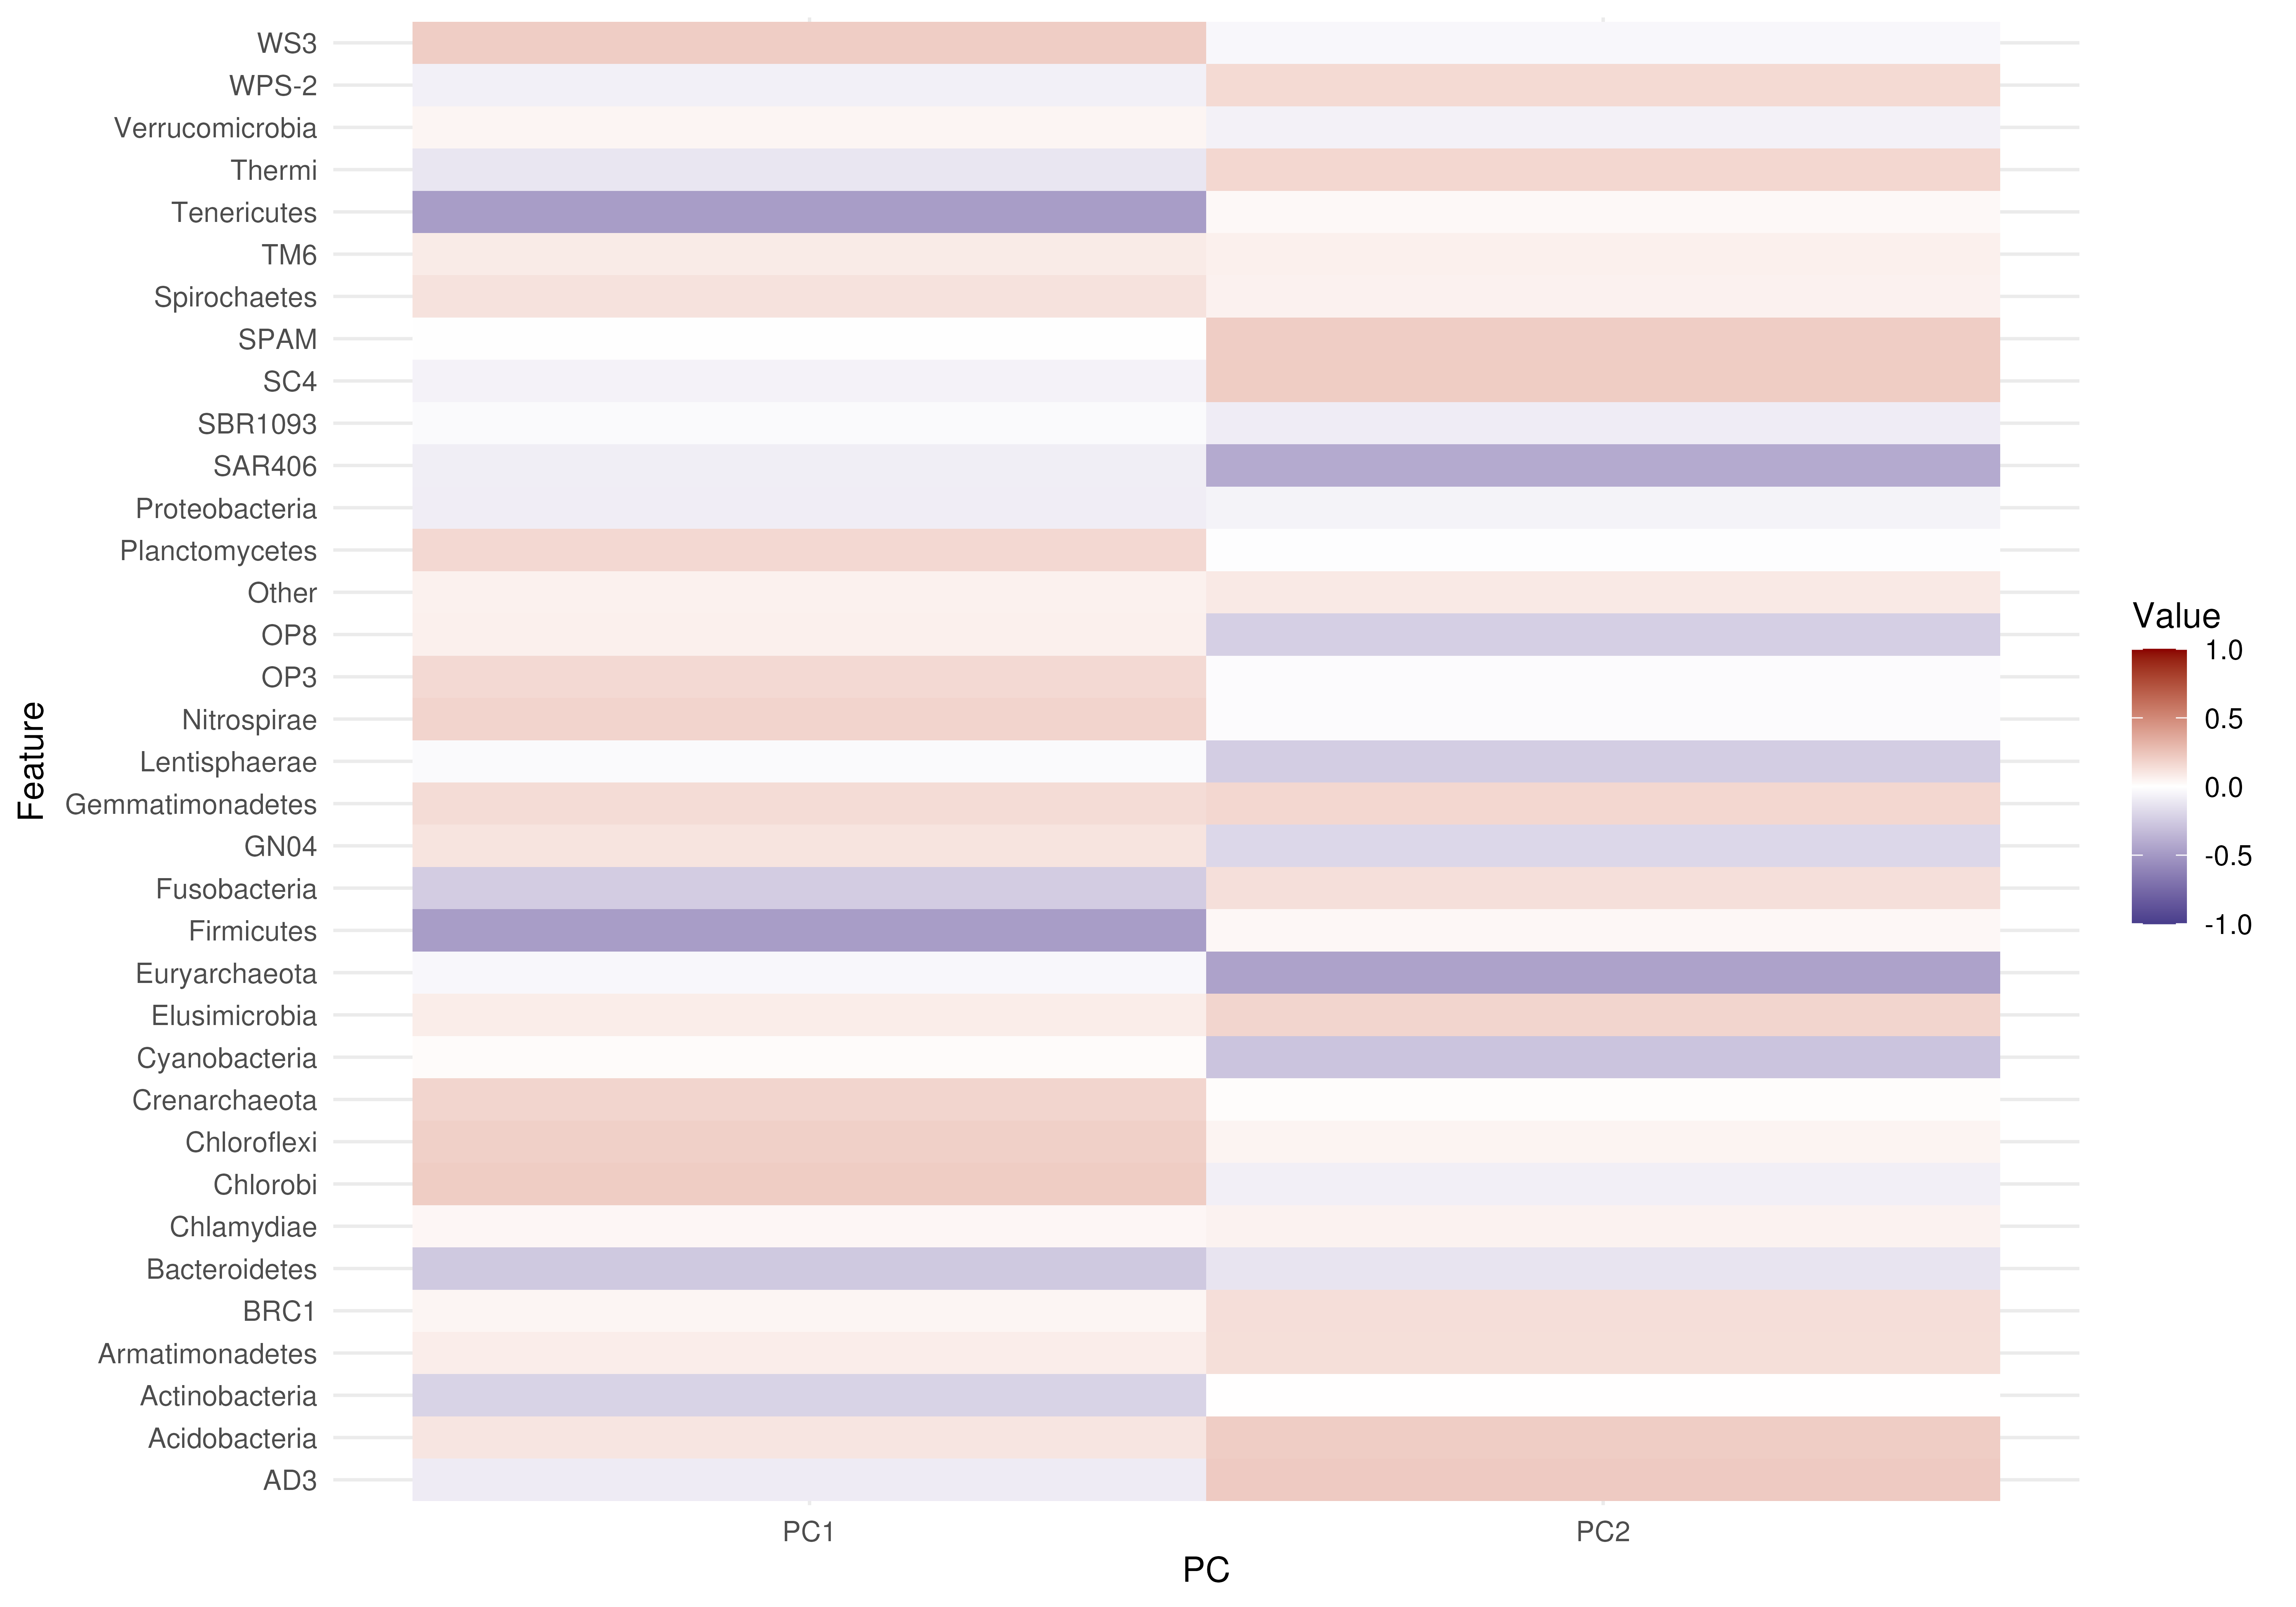 WS3
WPS-2
Verrucomicrobia
Thermi
Tenericutes
TM6
Spirochaetes
SPAM
SC4
SBR1093
SAR406
Proteobacteria
Planctomycetes
Other
OP8
OP3
Nitrospirae
Lentisphaerae
Gemmatimonadetes
GN04
Fusobacteria
Firmicutes
Euryarchaeota
Elusimicrobia
Cyanobacteria
Crenarchaeota
Chloroflexi
Chlorobi
Chlamydiae
Bacteroidetes
BRC1
Armatimonadetes
Actinobacteria
Acidobacteria
AD3
Feature
PC1
PC2
PC
Value
1.0
0.5
0.0
-0.5
-1.0